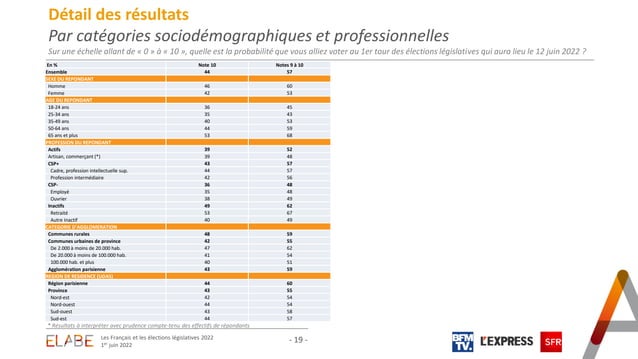 Détail des résultats
Par catégories sociodémographiques et professionnelles
Sur une échelle allant de « 0 » à « 10 », quelle est la probabilité que vous alliez voter au 1er tour des élections législatives qui aura lieu le 12 juin 2022 ?
En % Note 10 Notes 9 à 10
Ensemble 44 57
SEXE DU REPONDANT
Homme 46 60
Femme 42 53
AGE DU REPONDANT
18-24 ans 36 45
25-34 ans 35 43
35-49 ans 40 53
50-64 ans 44 59
65 ans et plus 53 68
PROFESSION DU REPONDANT
Actifs 39 52
Artisan, commerçant (*) 39 48
CSP+ 43 57
Cadre, profession intellectuelle sup. 44 57
Profession intermédiaire 42 56
CSP- 36 48
Employé 35 48
Ouvrier 38 49
Inactifs 49 62
Retraité 53 67
Autre inactif 40 49
CATEGORIE D'AGGLOMERATION
Communes rurales 48 59
Communes urbaines de province 42 55
De 2.000 à moins de 20.000 hab. 47 62
De 20.000 à moins de 100.000 hab. 41 54
100.000 hab. et plus 40 51
Agglomération parisienne 43 59
REGION DE RESIDENCE (UDA5)
Région parisienne 44 60
Province 43 55
Nord-est 42 54
Nord-ouest 44 54
Sud-ouest 43 58
Sud-est 44 57
* Résultats à interpréter avec prudence compte tenu des effectifs de répondants
ELABE
Les Français et les élections législatives 2022
1er juin 2022
- 19 -
BFM TV.
L'EXPRESS
SFR